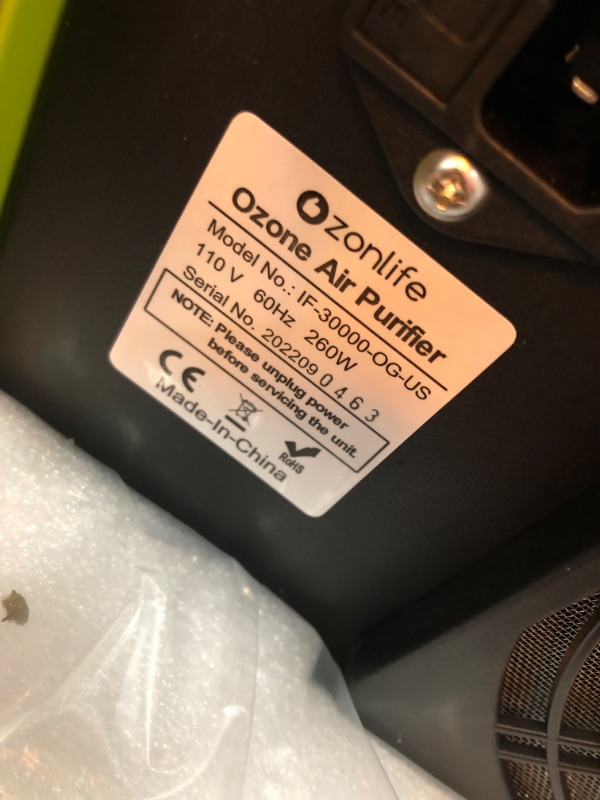 Ozonlife
Ozone Air Purifier
Model No.: IF-30000-OG-US
110 V 60Hz 260W
Serial No. 202209 0 4 6 3
NOTE: Please unplug power
before servicing the unit.
CE
RoHS
Made-In-China